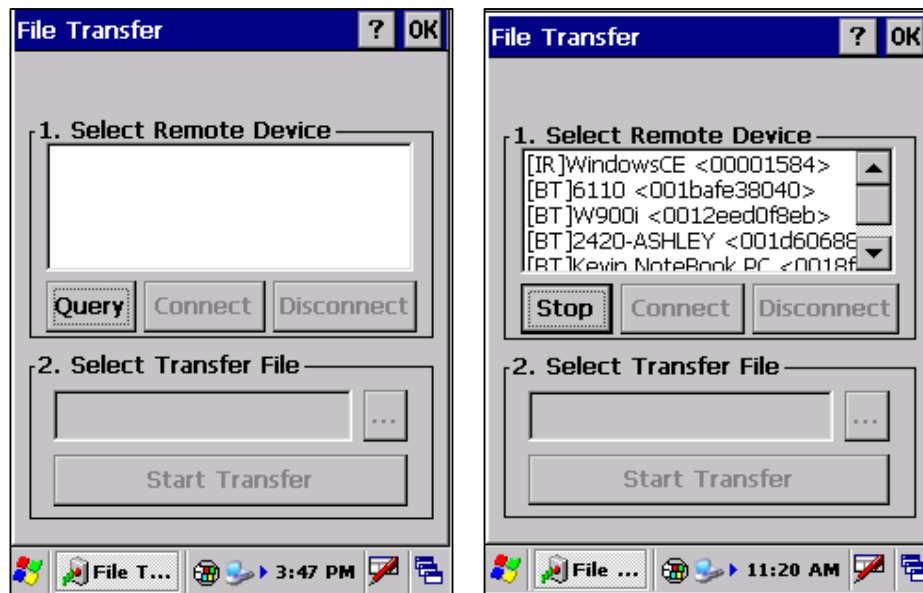 File Transfer ? OK
1. Select Remote Device
Query Connect Disconnect
2. Select Transfer File
...
Start Transfer
File T... 3:47 PM
File Transfer ? OK
1. Select Remote Device
[IR]WindowsCE <00001584>
[BT]6110 <001bafe38040>
[BT]W900i <0012eed0f8eb>
[BT]2420-ASHLEY <001d60688
[BT]Kevin NoteBook PC <0018f
Stop Connect Disconnect
2. Select Transfer File
...
Start Transfer
File ... 11:20 AM